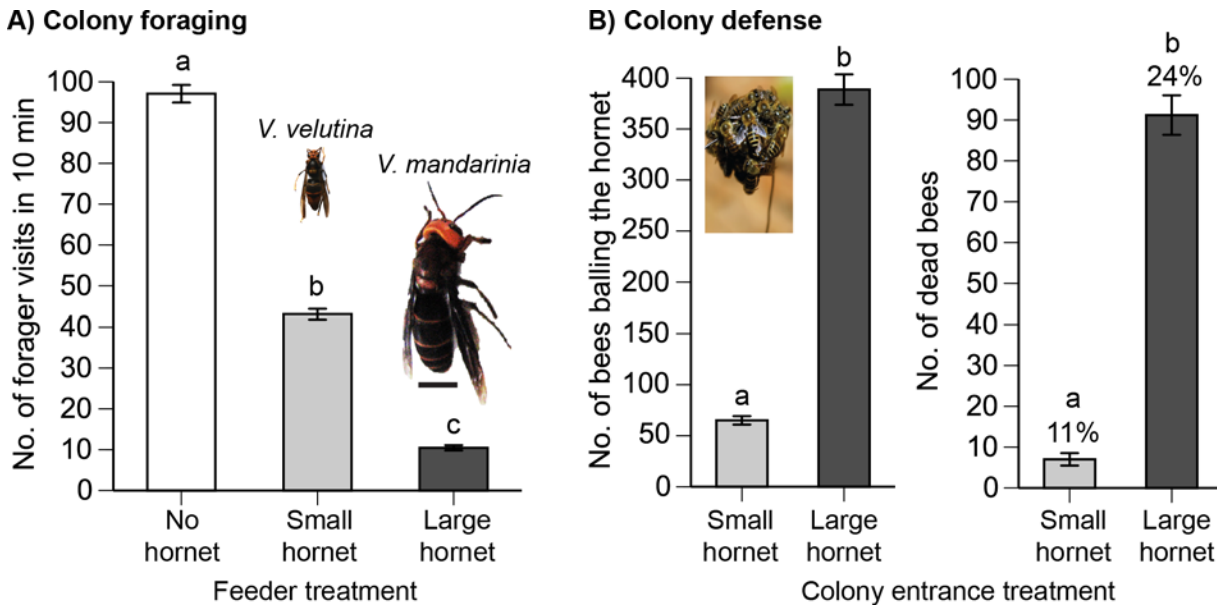 A) Colony foraging
No. of forager visits in 10 min
100
90
80
70
60
50
40
30
20
10
0
a
b
c
V. velutina
V. mandarinia
No
hornet
Small
hornet
Large
hornet
Feeder treatment
B) Colony defense
No. of bees balling the hornet
400
350
300
250
200
150
100
50
0
a
b
Small
hornet
Large
hornet
No. of dead bees
100
90
80
70
60
50
40
30
20
10
0
a
11%
b
24%
Small
hornet
Large
hornet
Colony entrance treatment